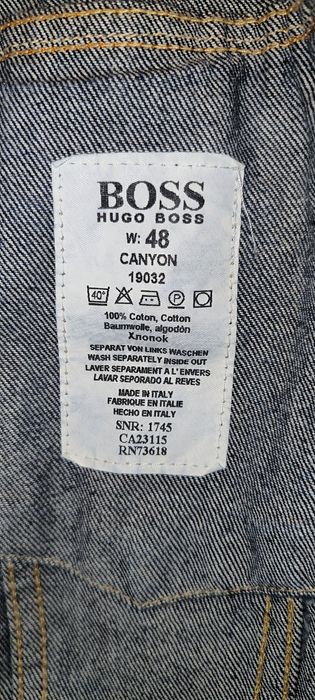 BOSS
HUGO BOSS
W: 48
CANYON
19032
40°
P
100% Coton, Cotton
Baumwolle, algodón
Xnonok
SEPARAT VON LINKS WASCHEN
WASH SEPARATELY INSIDE OUT
LAVER SEPARAMENT A L'ENVERS
LAVAR SEPORADO AL REVES
MADE IN ITALY
FABRIQUE EN ITALIE
HECHO EN ITALY
SNR: 1745
CA23115
RN73618